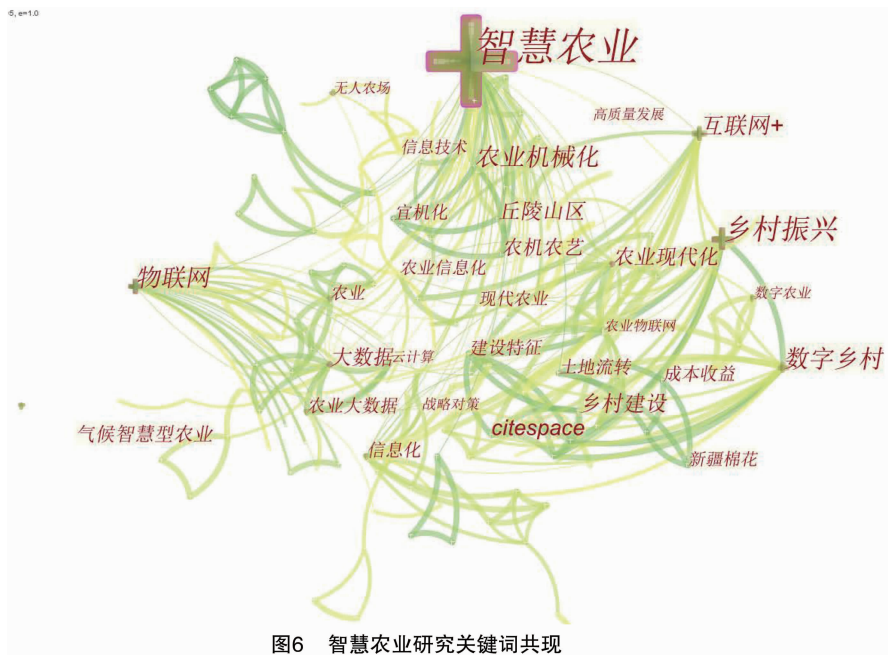 5, e=1.0
智慧农业
无人农场
高质量发展
互联网+
信息技术
农业机械化
宜机化
丘陵山区
乡村振兴
农机农艺
农业现代化
农业信息化
物联网
农业
现代农业
数字农业
农业物联网
建设特征
大数据
云计算
土地流转
成本收益
数字乡村
农业大数据
战略对策
乡村建设
citespace
气候智慧型农业
信息化
新疆棉花
图6 智慧农业研究关键词共现